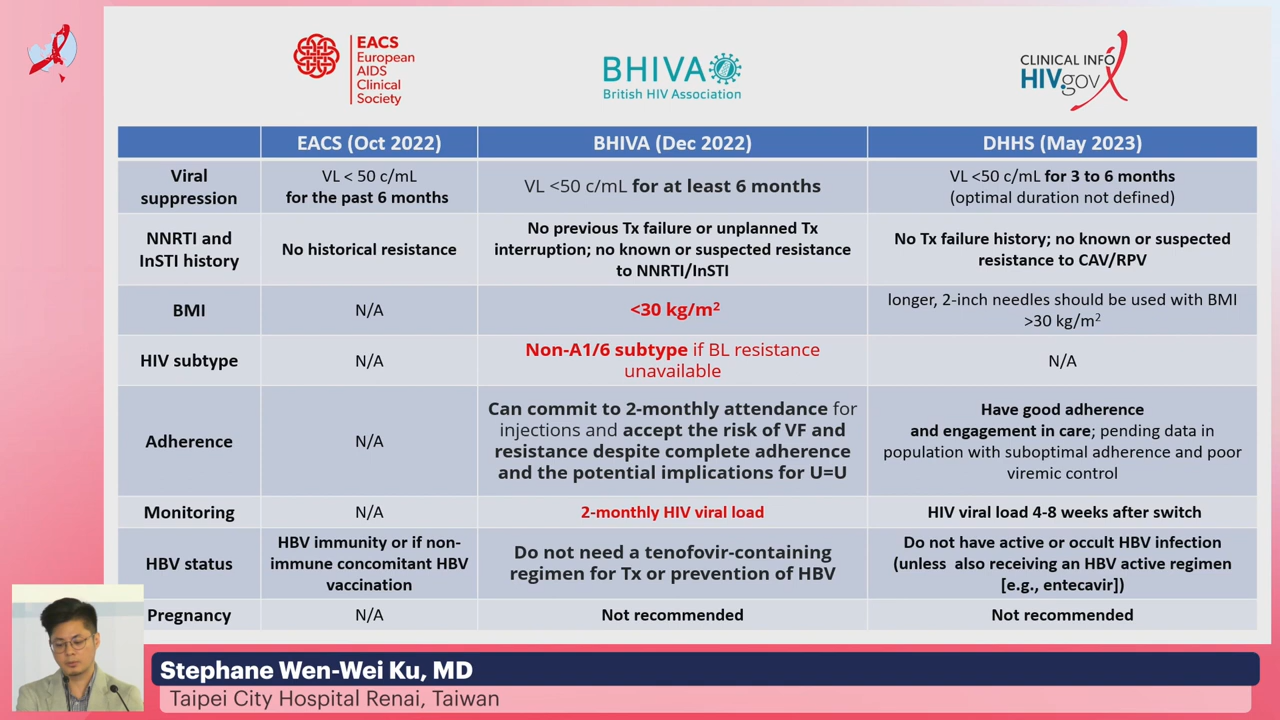 EACS
European
AIDS
Clinical
Society
BHIVA
British HIV Association
CLINICAL INFO
HIV.gov
EACS (Oct 2022)
BHIVA (Dec 2022)
DHHS (May 2023)
Viral
suppression
VL < 50 c/mL
for the past 6 months
VL <50 c/mL for at least 6 months
VL <50 c/mL for 3 to 6 months
(optimal duration not defined)
NNRTI and
InSTI history
No historical resistance
No previous Tx failure or unplanned Tx
interruption; no known or suspected resistance
to NNRTI/InSTI
No Tx failure history; no known or suspected
resistance to CAV/RPV
BMI
N/A
<30 kg/m²
longer, 2-inch needles should be used with BMI
>30 kg/m²
HIV subtype
N/A
Non-A1/6 subtype if BL resistance
unavailable
N/A
Adherence
N/A
Can commit to 2-monthly attendance for
injections and accept the risk of VF and
resistance despite complete adherence
and the potential implications for U=U
Have good adherence
and engagement in care; pending data in
population with suboptimal adherence and poor
viremic control
Monitoring
N/A
2-monthly HIV viral load
HIV viral load 4-8 weeks after switch
HBV status
HBV immunity or if non-
immune concomitant HBV
vaccination
Do not need a tenofovir-containing
regimen for Tx or prevention of HBV
Do not have active or occult HBV infection
(unless also receiving an HBV active regimen
[e.g., entecavir])
Pregnancy
N/A
Not recommended
Not recommended
Stephane Wen-Wei Ku, MD
Taipei City Hospital Renai, Taiwan